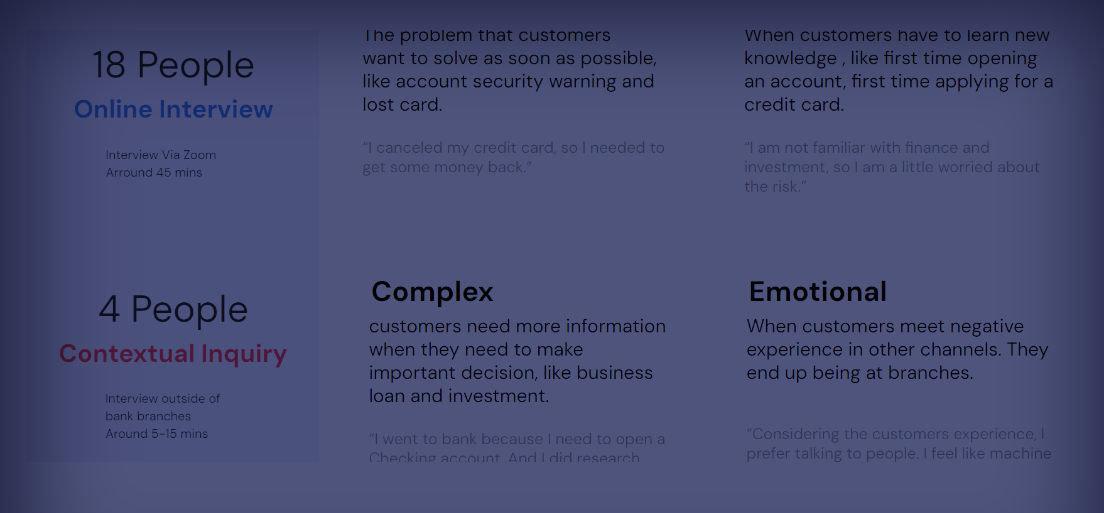 18 People
Online Interview
Interview Via Zoom
Arround 45 mins
4 People
Contextual Inquiry
Interview outside of
bank branches
Around 5-15 mins
The problem that customers
want to solve as soon as possible,
like account security warning and
lost card.
“I canceled my credit card, so I needed to
get some money back.”
When customers have to learn new
knowledge , like first time opening
an account, first time applying for a
credit card.
“I am not familiar with finance and
investment, so I am a little worried about
the risk.”
Complex
customers need more information
when they need to make
important decision, like business
loan and investment.
“I went to bank because I need to open a
Checking account. And I did research
Emotional
When customers meet negative
experience in other channels. They
end up being at branches.
“Considering the customers experience, I
prefer talking to people. I feel like machine